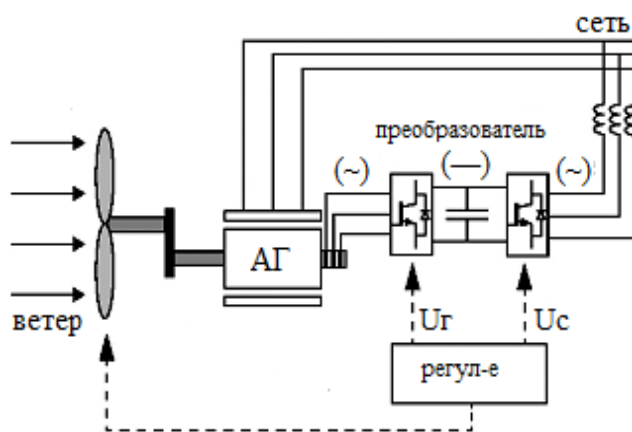 сеть
преобразователь
(~)
(—)
(~)
АГ
ветер
Uг
Uс
регул-е